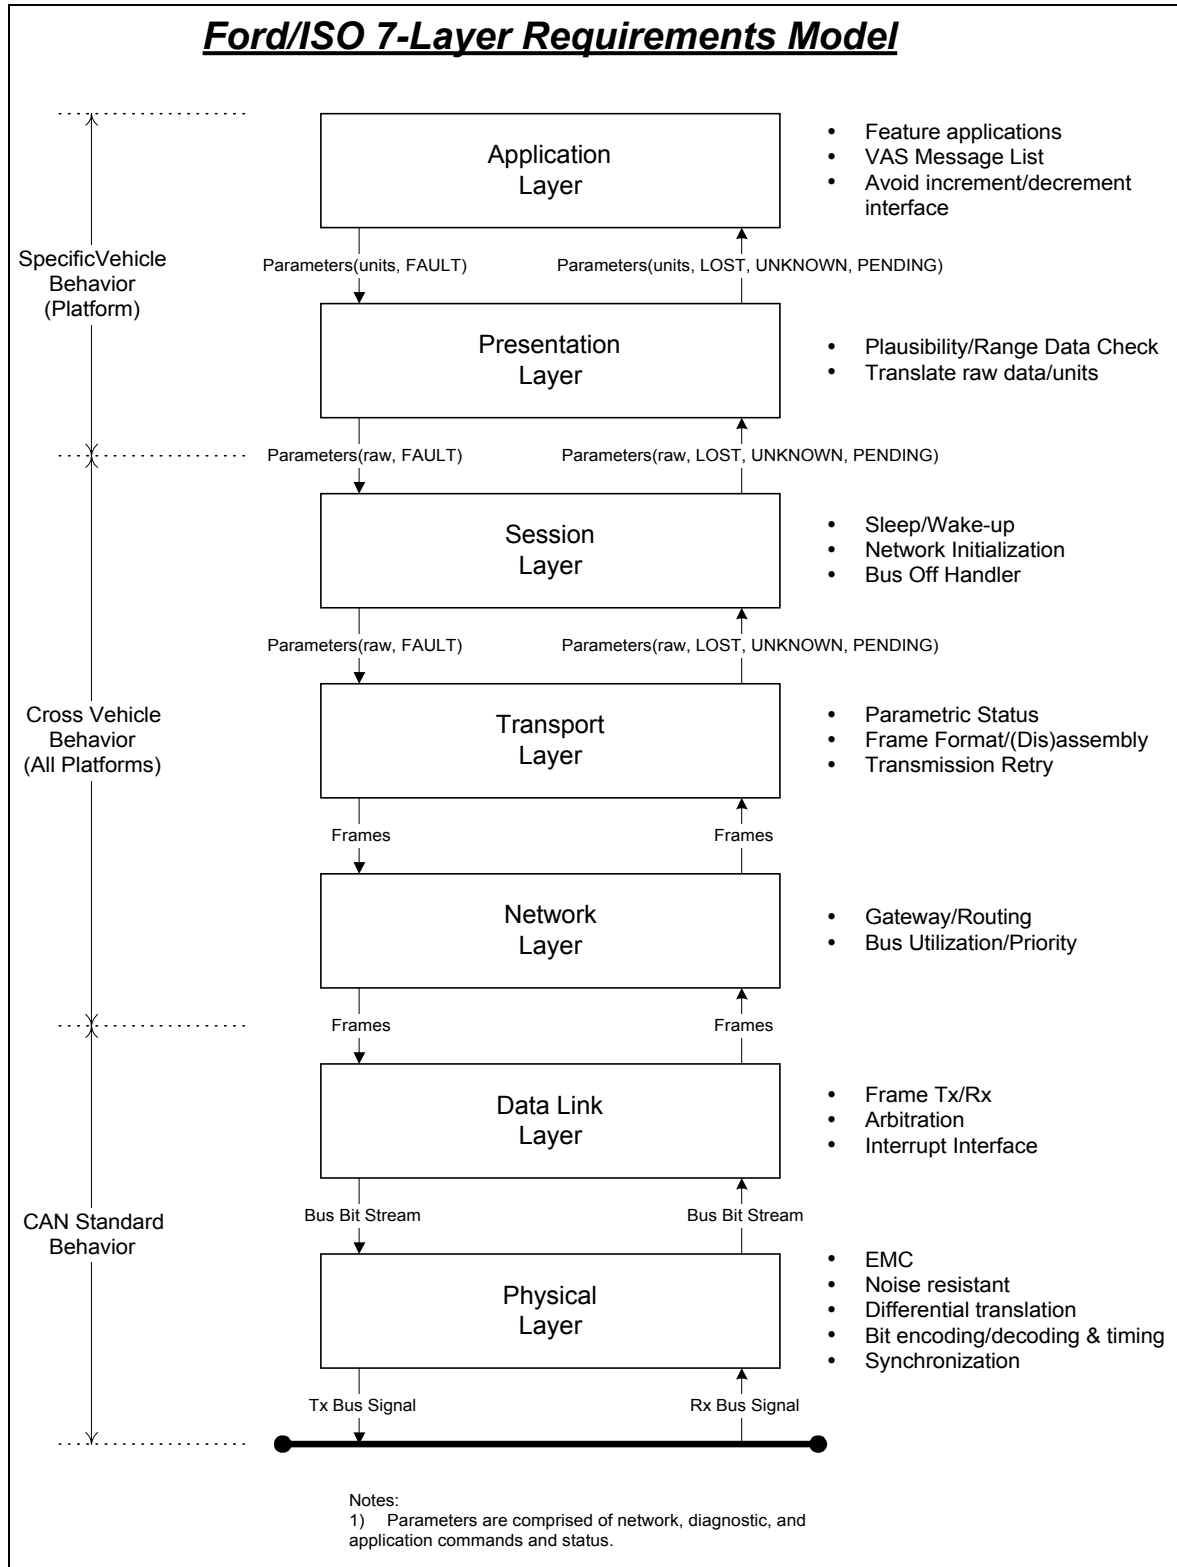 Ford/ISO 7-Layer Requirements Model
Application
Layer
• Feature applications
• VAS Message List
• Avoid increment/decrement
interface
SpecificVehicle
Behavior
(Platform)
Parameters(units, FAULT)
Parameters(units, LOST, UNKNOWN, PENDING)
Presentation
Layer
• Plausibility/Range Data Check
• Translate raw data/units
Parameters(raw, FAULT)
Parameters(raw, LOST, UNKNOWN, PENDING)
Session
Layer
• Sleep/Wake-up
• Network Initialization
• Bus Off Handler
Parameters(raw, FAULT)
Parameters(raw, LOST, UNKNOWN, PENDING)
Cross Vehicle
Behavior
(All Platforms)
Transport
Layer
• Parametric Status
• Frame Format/(Dis)assembly
• Transmission Retry
Frames
Frames
Network
Layer
• Gateway/Routing
• Bus Utilization/Priority
Frames
Frames
Data Link
Layer
• Frame Tx/Rx
• Arbitration
• Interrupt Interface
CAN Standard
Behavior
Bus Bit Stream
Bus Bit Stream
Physical
Layer
• EMC
• Noise resistant
• Differential translation
• Bit encoding/decoding & timing
• Synchronization
Tx Bus Signal
Rx Bus Signal
Notes:
1) Parameters are comprised of network, diagnostic, and
application commands and status.